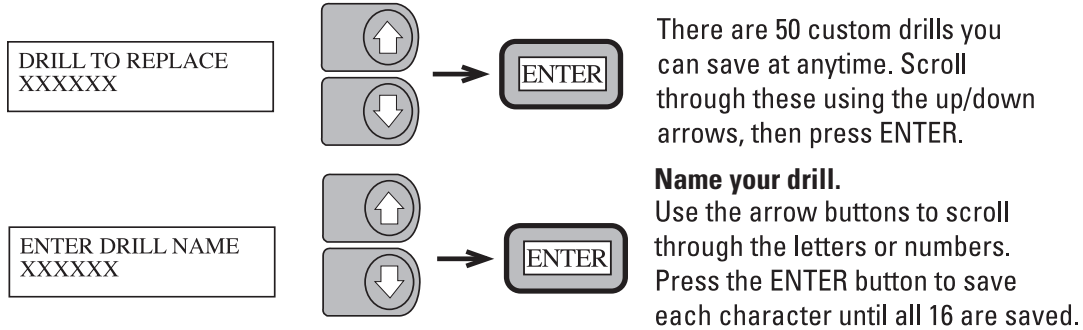 DRILL TO REPLACE
XXXXXX
ENTER
There are 50 custom drills you
can save at anytime. Scroll
through these using the up/down
arrows, then press ENTER.
ENTER DRILL NAME
XXXXXX
ENTER
Name your drill.
Use the arrow buttons to scroll
through the letters or numbers.
Press the ENTER button to save
each character until all 16 are saved.